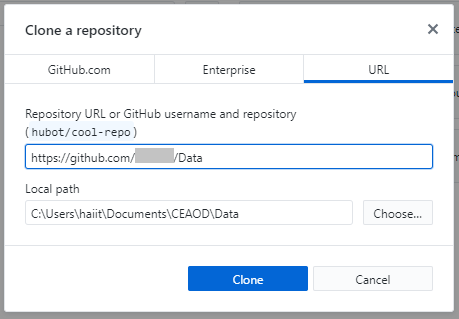 Clone a repository
GitHub.com
Enterprise
URL
Repository URL or GitHub username and repository
(hubot/cool-repo)
https://github.com/ /Data
Local path
C:\Users\haiit\Documents\CEAOD\Data
Choose...
Clone
Cancel